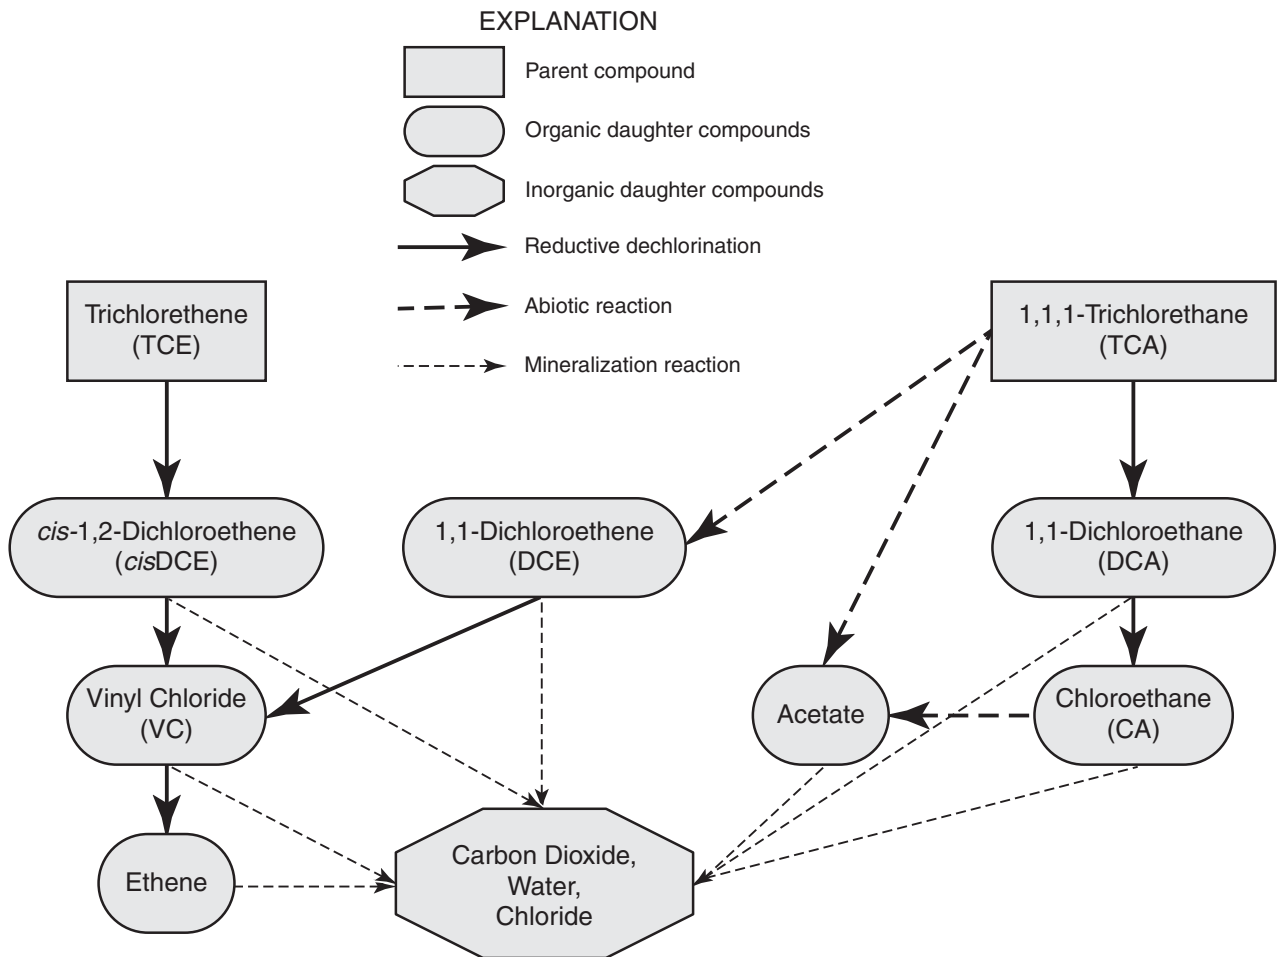 EXPLANATION
Parent compound
Organic daughter compounds
Inorganic daughter compounds
Reductive dechlorination
Abiotic reaction
Mineralization reaction
Trichlorethene
(TCE)
1,1,1-Trichlorethane
(TCA)
cis-1,2-Dichloroethene
(cisDCE)
1,1-Dichloroethene
(DCE)
1,1-Dichloroethane
(DCA)
Vinyl Chloride
(VC)
Acetate
Chloroethane
(CA)
Ethene
Carbon Dioxide,
Water,
Chloride